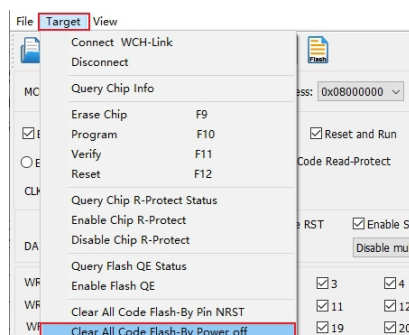 File Target View
Connect WCH-Link
Disconnect
Flash
Query Chip Info
ess: 0x08000000
Erase Chip F9
Program F10
Reset and Run
Verify F11
Code Read-Protect
Reset F12
CLK
Query Chip R-Protect Status
Enable Chip R-Protect
RST Enable S
Disable Chip R-Protect
DA
Disable mu
Query Flash QE Status
Enable Flash QE
WR
3 4
Clear All Code Flash-By Pin NRST
WR
11 12
Clear All Code Flash-By Power off
WR
19 20